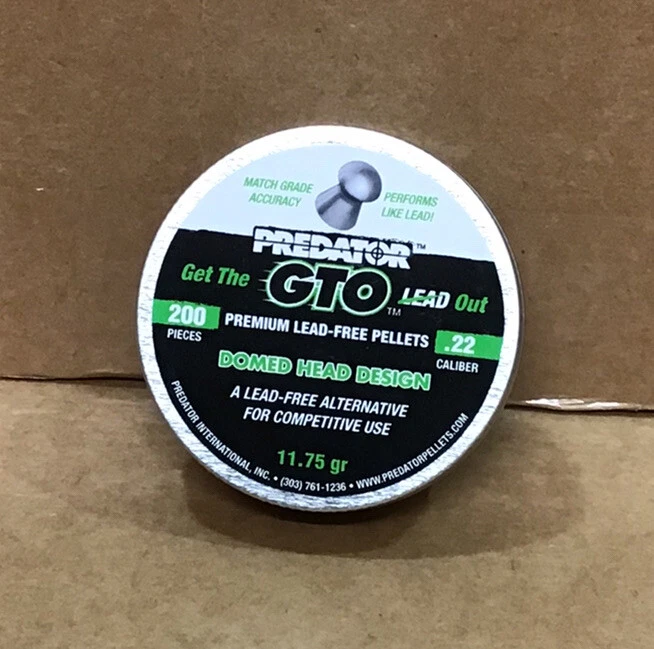 MATCH GRADE
ACCURACY
PERFORMS
LIKE LEAD!
PREDATOR™
Get The GTO™ LEAD Out
200
PIECES
PREMIUM LEAD-FREE PELLETS
.22
CALIBER
DOMED HEAD DESIGN
A LEAD-FREE ALTERNATIVE
FOR COMPETITIVE USE
11.75 gr
PREDATOR INTERNATIONAL, INC. • (303) 761-1236 • WWW.PREDATORPELLETS.COM